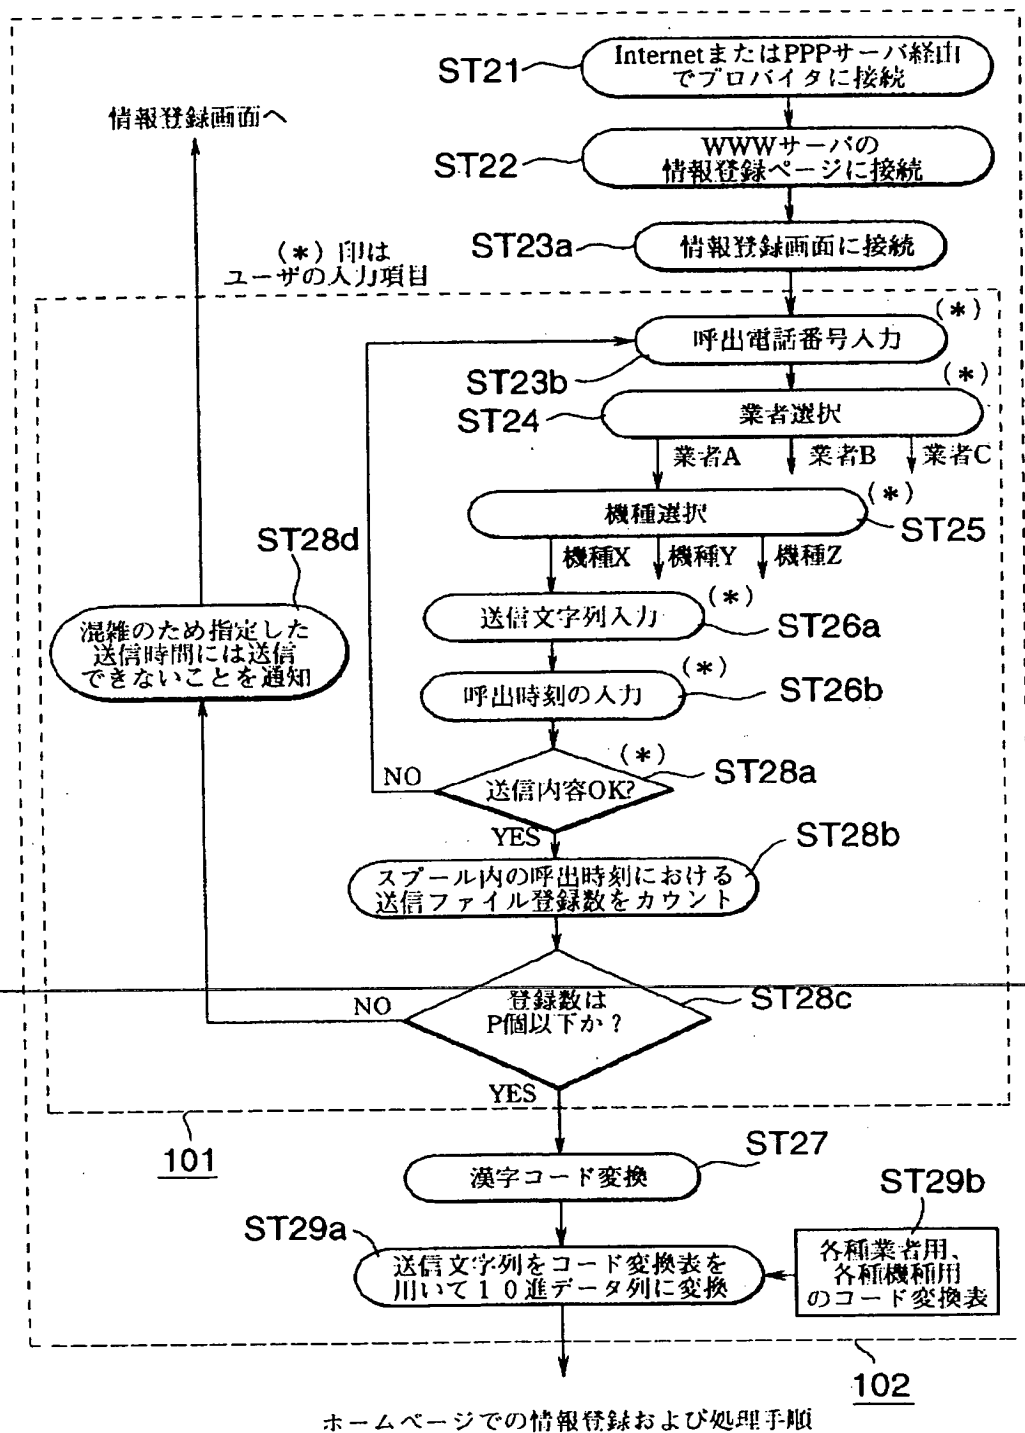 ST21
InternetまたはPPPサーバ経由
でプロバイタに接続
情報登録画面へ
ST22
WWWサーバの
情報登録ページに接続
ST23a
情報登録画面に接続
(*) 印は
ユーザの入力項目
(*)
呼出電話番号入力
ST23b
(*)
ST24
業者選択
業者A
業者B
業者C
(*)
機種選択
ST25
ST28d
機種X
機種Y
機種Z
(*)
送信文字列入力
ST26a
混雑のため指定した
送信時間には送信
できないことを通知
(*)
呼出時刻の入力
ST26b
(*)
NO
送信内容OK?
ST28a
YES
ST28b
スプール内の呼出時刻における
送信ファイル登録数をカウント
NO
登録数は
P個以下か?
ST28c
YES
101
ST27
漢字コード変換
ST29b
ST29a
送信文字列をコード変換表を
用いて10進データ列に変換
各種業者用、
各種機種用
のコード変換表
102
ホームページでの情報登録および処理手順